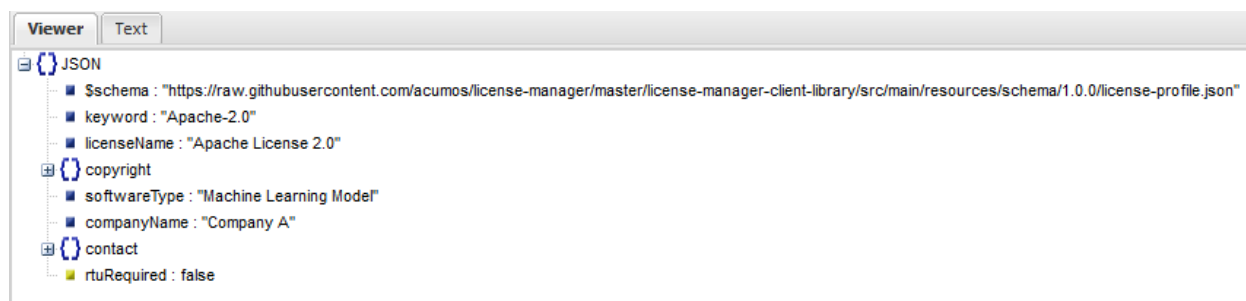 Viewer Text
JSON
$schema : "https://raw.githubusercontent.com/acumos/license-manager/master/license-manager-client-library/src/main/resources/schema/1.0.0/license-profile.json"
keyword : "Apache-2.0"
licenseName : "Apache License 2.0"
copyright
softwareType : "Machine Learning Model"
companyName : "Company A"
contact
rtuRequired : false